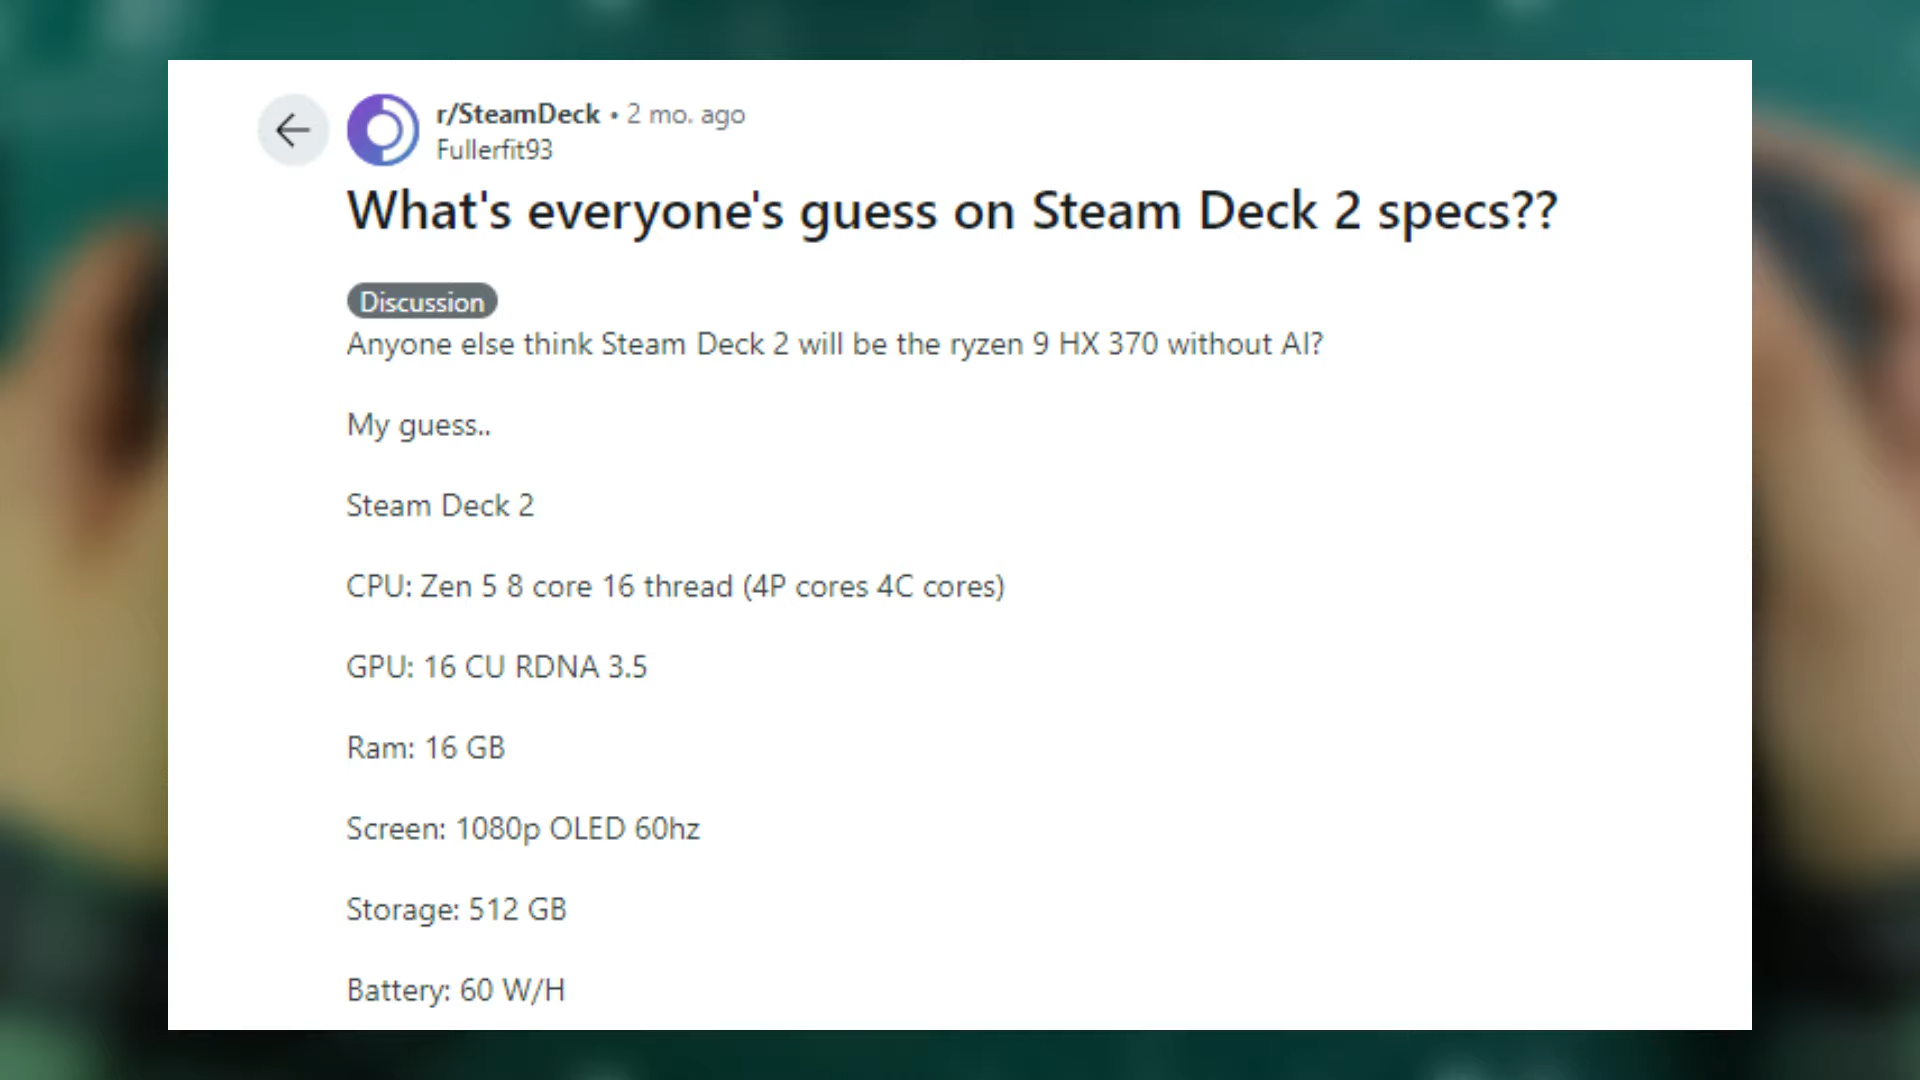 r/SteamDeck • 2 mo. ago
Fullerfit93
What's everyone's guess on Steam Deck 2 specs??
Discussion
Anyone else think Steam Deck 2 will be the ryzen 9 HX 370 without AI?
My guess..
Steam Deck 2
CPU: Zen 5 8 core 16 thread (4P cores 4C cores)
GPU: 16 CU RDNA 3.5
Ram: 16 GB
Screen: 1080p OLED 60hz
Storage: 512 GB
Battery: 60 W/H